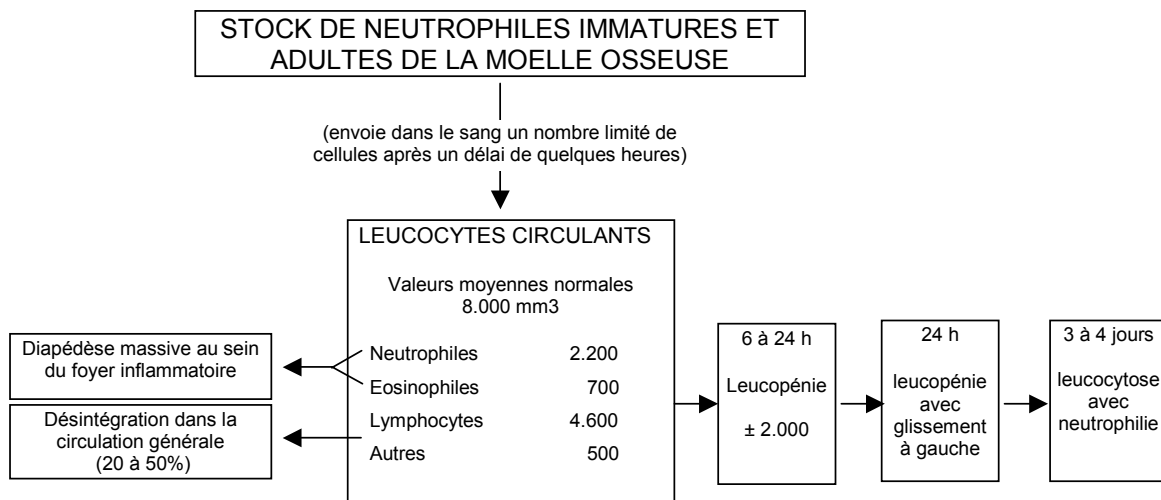 STOCK DE NEUTROPHILES IMMATURES ET
ADULTES DE LA MOELLE OSSEUSE
(envoie dans le sang un nombre limité de
cellules après un délai de quelques heures)
LEUCOCYTES CIRCULANTS
Valeurs moyennes normales
8.000 mm3
Neutrophiles 2.200
Eosinophiles 700
Lymphocytes 4.600
Autres 500
Diapédèse massive au sein
du foyer inflammatoire
Désintégration dans la
circulation générale
(20 à 50%)
6 à 24 h
Leucopénie
± 2.000
24 h
leucopénie
avec
glissement
à gauche
3 à 4 jours
leucocytose
avec
neutrophilie